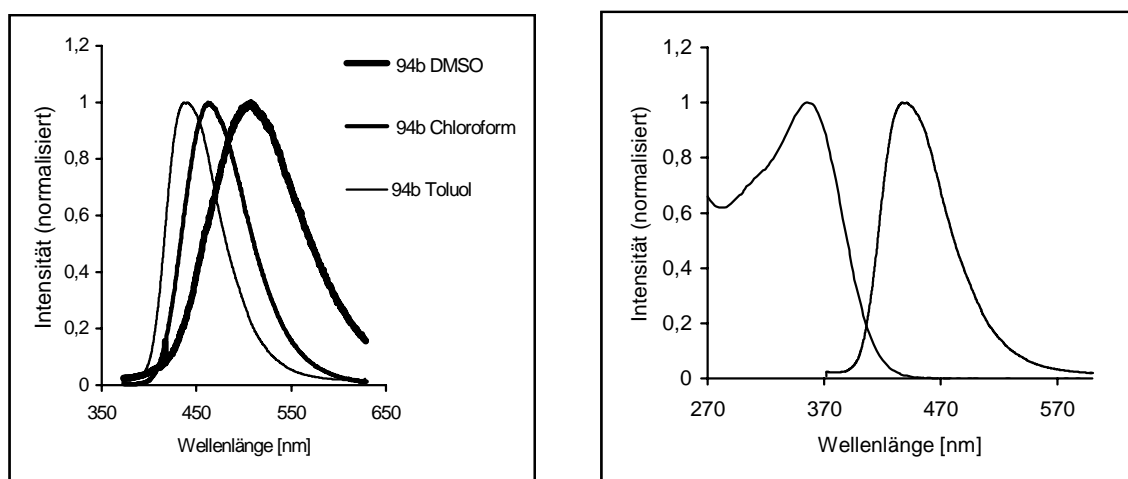 1,2
1
0,8
0,6
0,4
0,2
0
Intensität (normalisiert)
350 450 550 650
Wellenlänge [nm]
94b DMSO
94b Chloroform
94b Toluol
1,2
1
0,8
0,6
0,4
0,2
0
Intensität (normalisiert)
270 370 470 570
Wellenlänge [nm]